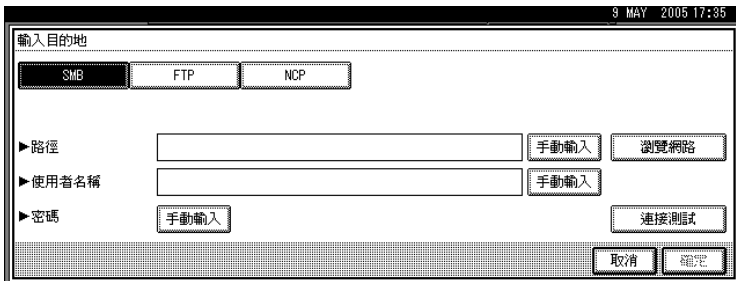 9 MAY 2005 17:35
輸入目的地
SMB FTP NCP
▶路徑 手動輸入 瀏覽網路
▶使用者名稱 手動輸入
▶密碼 手動輸入 連接測試
取消 確定